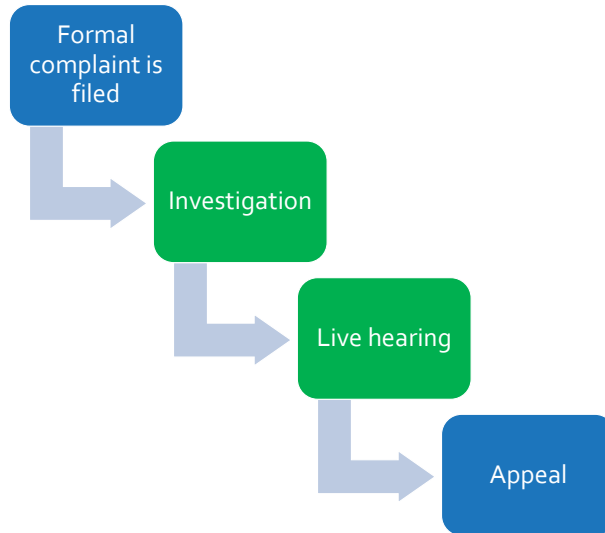 Formal
complaint is
filed
Investigation
Live hearing
Appeal